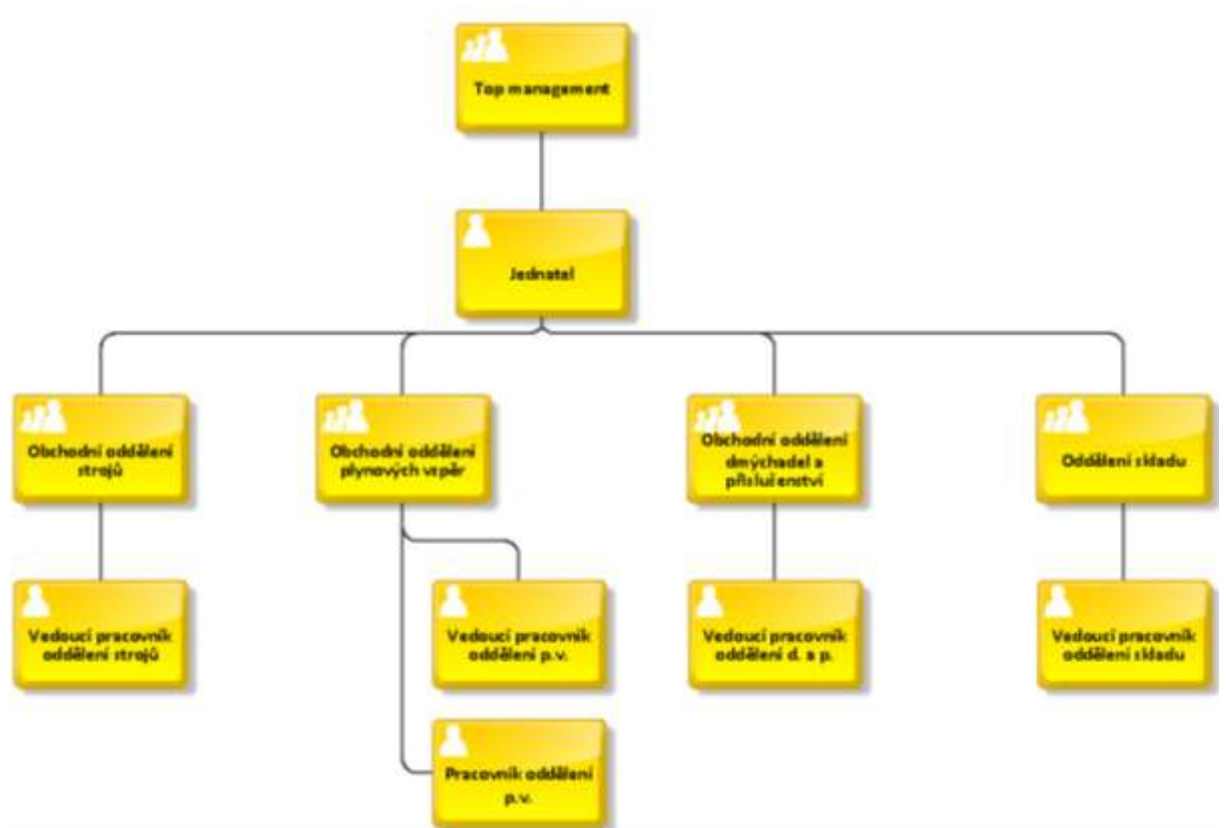 Top management
Jednatel
Obchodní oddělení
strojů
Obchodní oddělení
plynových vspěr
Obchodní oddělení
dmýchadel a
příslušenství
Oddělení skladu
Vedoucí pracovník
oddělení strojů
Vedoucí pracovník
oddělení p.v.
Vedoucí pracovník
oddělení d. a p.
Vedoucí pracovník
oddělení skladu
Pracovník oddělení
p.v.